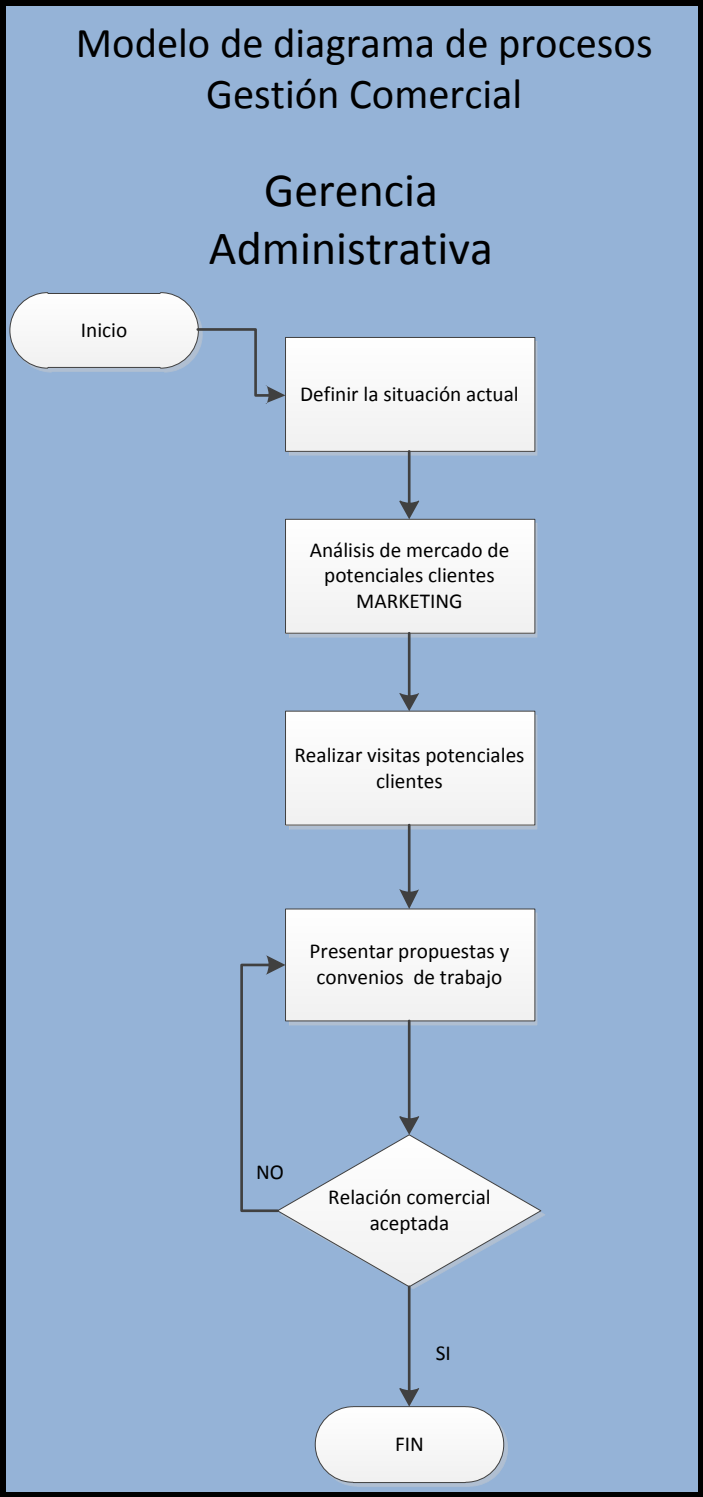 Modelo de diagrama de procesos
Gestión Comercial
Gerencia
Administrativa
Inicio
Definir la situación actual
Análisis de mercado de
potenciales clientes
MARKETING
Realizar visitas potenciales
clientes
Presentar propuestas y
convenios de trabajo
NO
Relación comercial
aceptada
SI
FIN